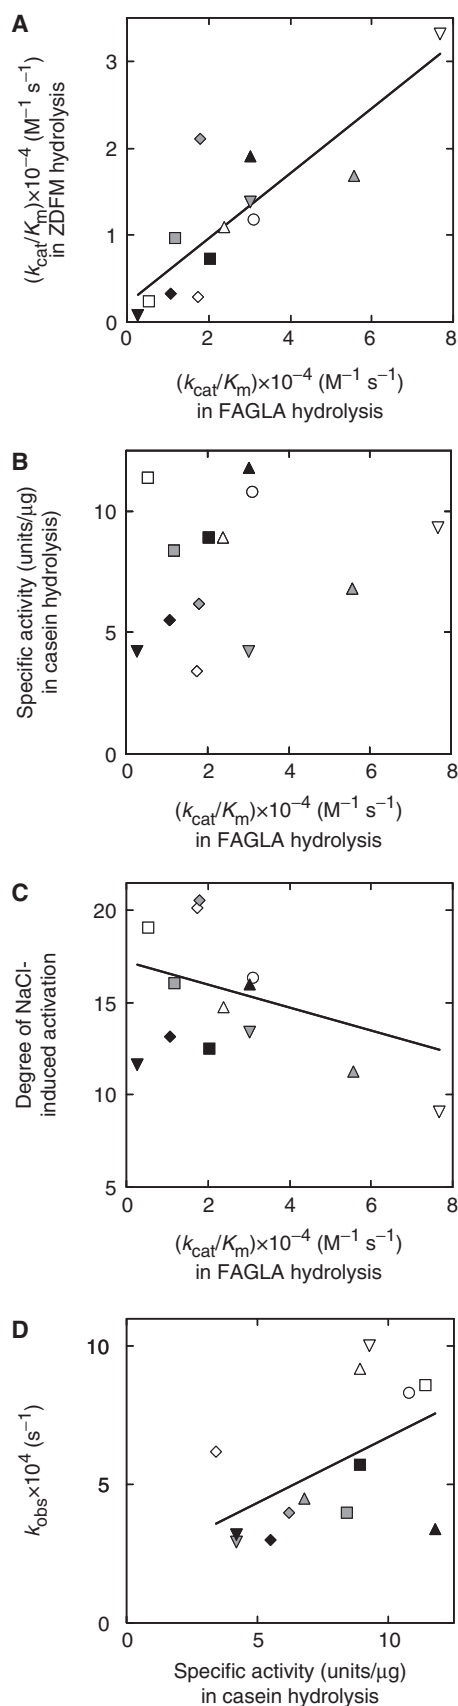 A
3
2
1
0
0 2 4 6 8
(kcat/Km)×10−4 (M−1 s−1)
in ZDFM hydrolysis
(kcat/Km)×10−4 (M−1 s−1)
in FAGLA hydrolysis
B
10
5
0
0 2 4 6 8
Specific activity (units/μg)
in casein hydrolysis)
(kcat/Km)×10−4 (M−1 s−1)
in FAGLA hydrolysis
C
20
15
10
5
0 2 4 6 8
Degree of NaCl-
induced activation
(kcat/Km)×10−4 (M−1 s−1)
in FAGLA hydrolysis
D
10
5
0
0 5 10
kobs×104 (s−1)
Specific activity (units/μg)
in casein hydrolysis